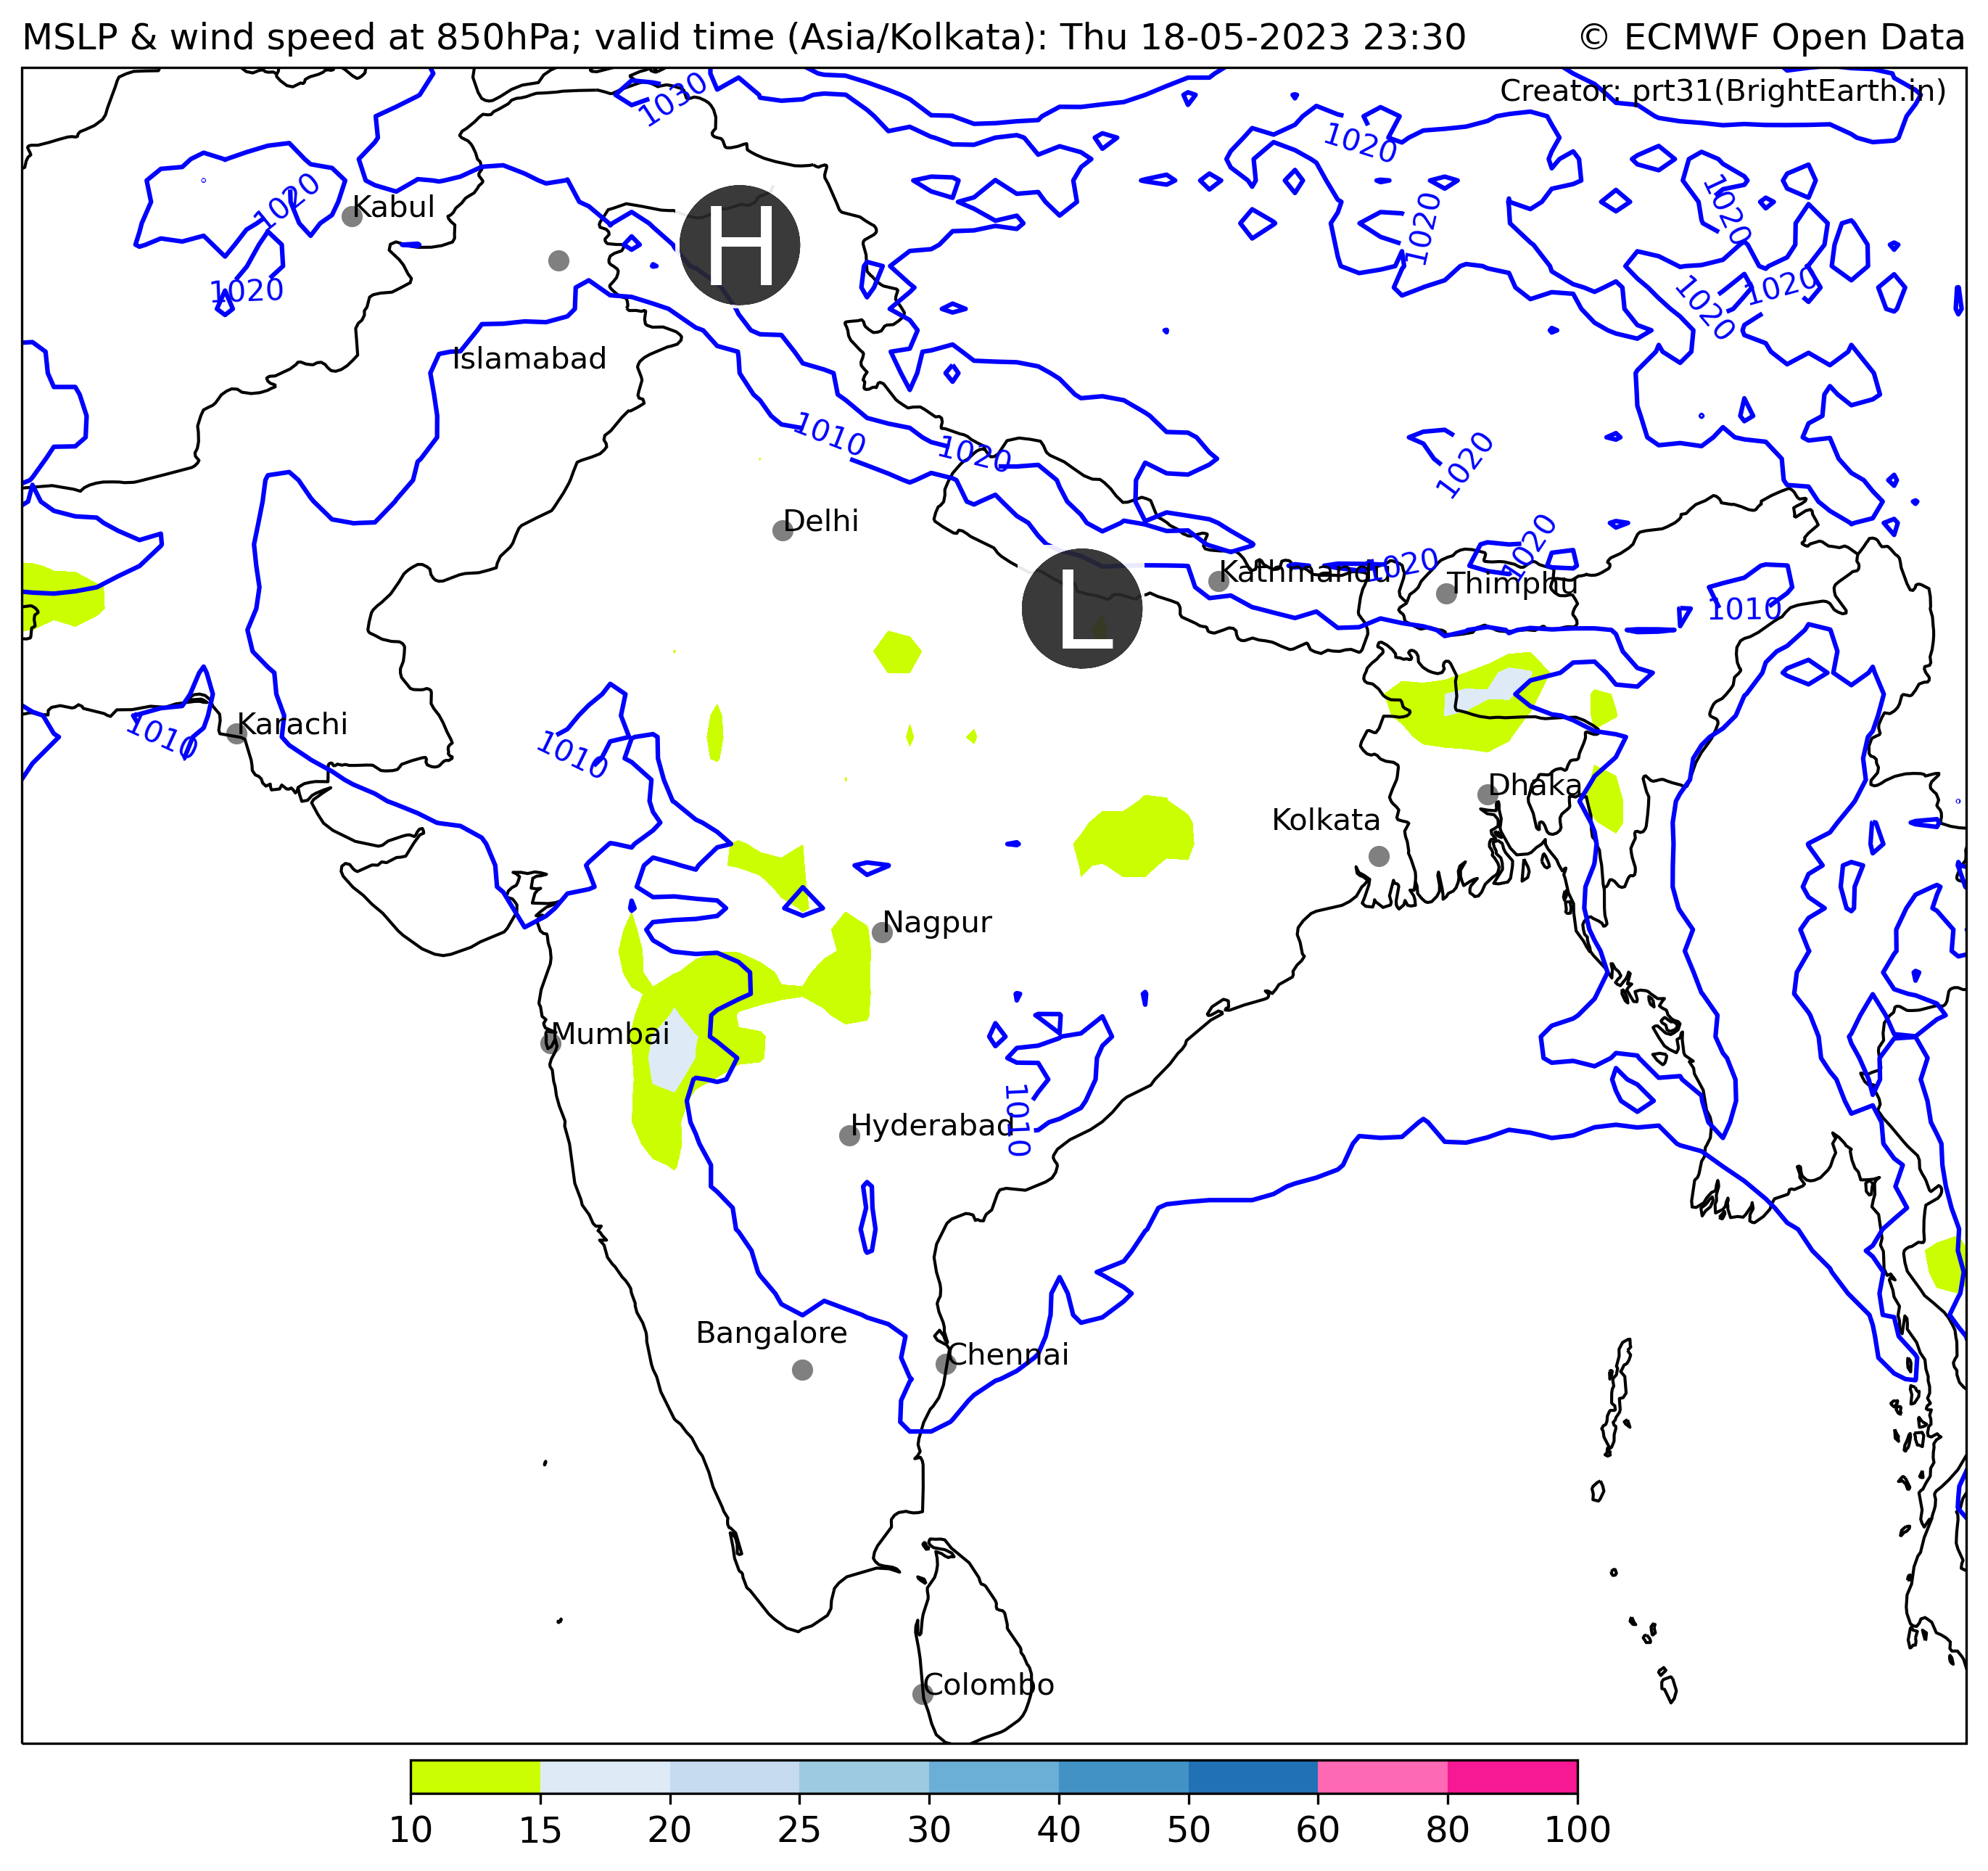 MSLP & wind speed at 850hPa; valid time (Asia/Kolkata): Thu 18-05-2023 23:30
© ECMWF Open Data
Creator: prt31(BrightEarth.in)
1030
1020
1020
Kabul
H
1020
1020
1020
1020
1020
1020
Islamabad
1010
1020
1020
Delhi
1020
Kathmandu
1020
Thimphu
L
1010
Karachi
1010
1010
Dhaka
Kolkata
Nagpur
Mumbai
1010
Hyderabad
Bangalore
Chennai
Colombo
10 15 20 25 30 40 50 60 80 100